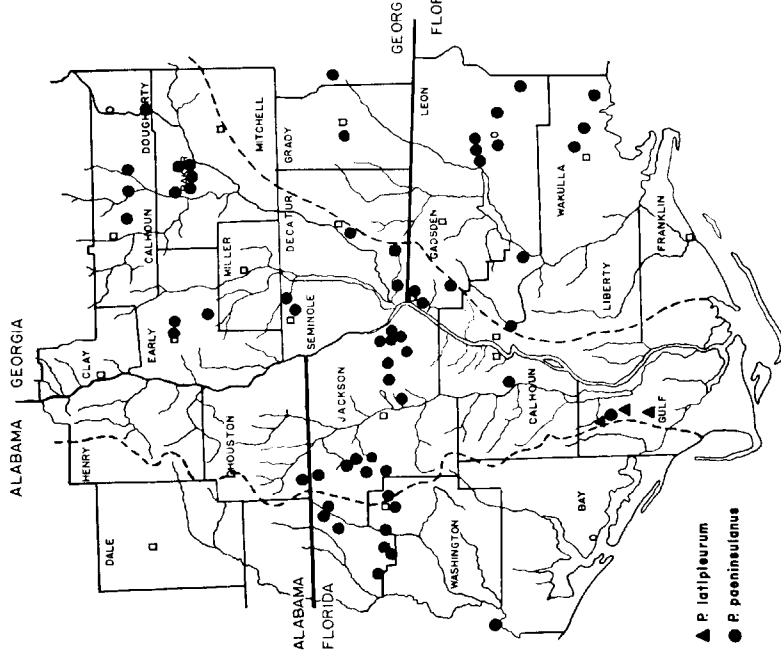 ALABAMA GEORGIA
HENRY
CLAY
CALHOUN
DOUGHERTY
DALE
EARLY
BAKER
HOUSTON
MILLER
MITCHELL
SEMINOLE
DECATUR
GRADY
ALABAMA
FLORIDA
GEORG
FLOR
JACKSON
GADSDEN
LEON
WASHINGTON
CALHOUN
LIBERTY
WAKULLA
BAY
GULF
FRANKLIN
P. latipleurum
P. paeninsulanus